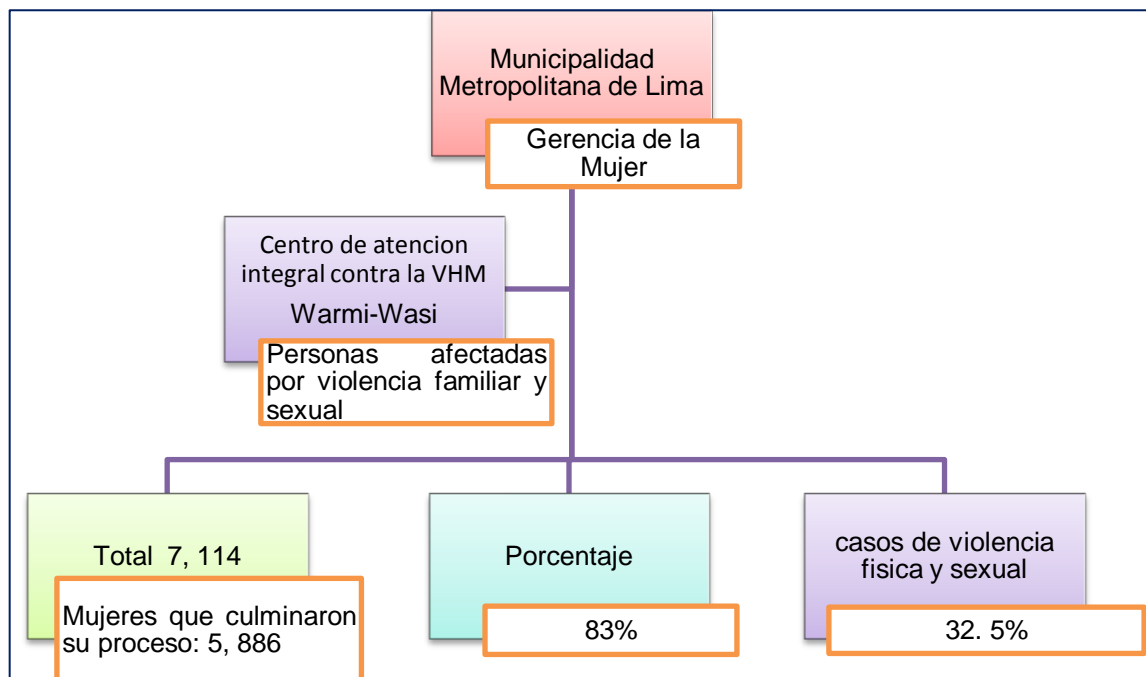 Municipalidad
Metropolitana de Lima
Gerencia de la
Mujer
Centro de atencion
integral contra la VHM
Warmi-Wasi
Personas afectadas
por violencia familiar y
sexual
Total 7, 114
Mujeres que culminaron
su proceso: 5, 886
Porcentaje
83%
casos de violencia
fisica y sexual
32. 5%